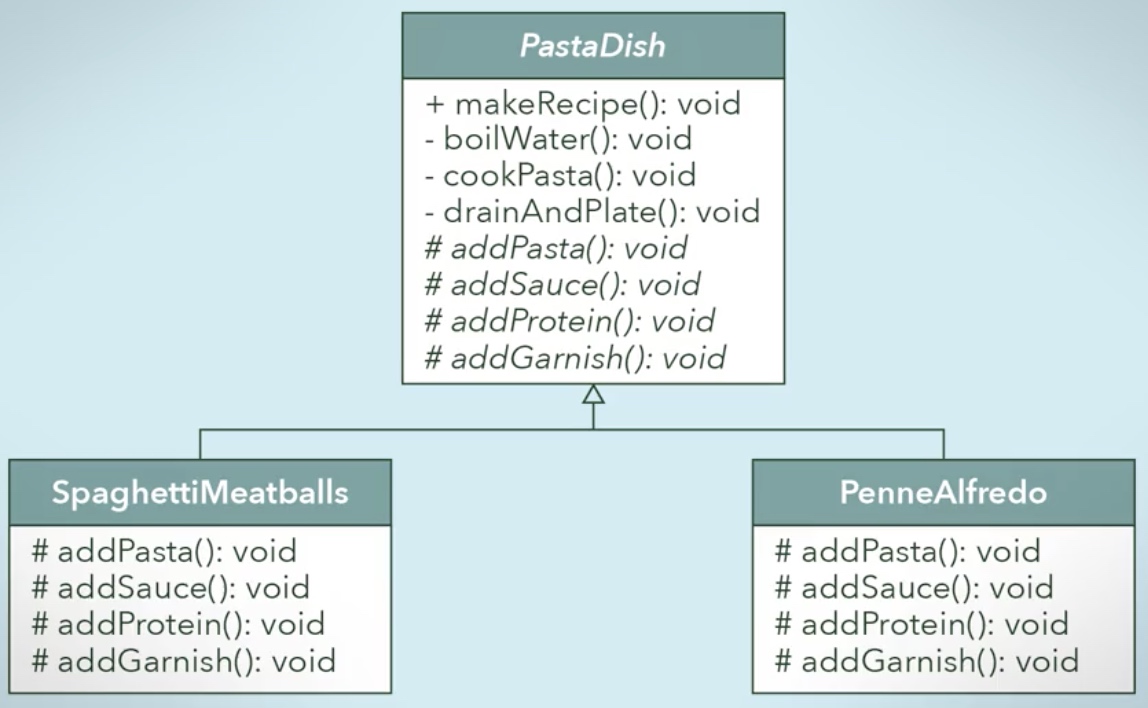 PastaDish
+ makeRecipe(): void
- boilWater(): void
- cookPasta(): void
- drainAndPlate(): void
# addPasta(): void
# addSauce(): void
# addProtein(): void
# addGarnish(): void
SpaghettiMeatballs
# addPasta(): void
# addSauce(): void
# addProtein(): void
# addGarnish(): void
PenneAlfredo
# addPasta(): void
# addSauce(): void
# addProtein(): void
# addGarnish(): void